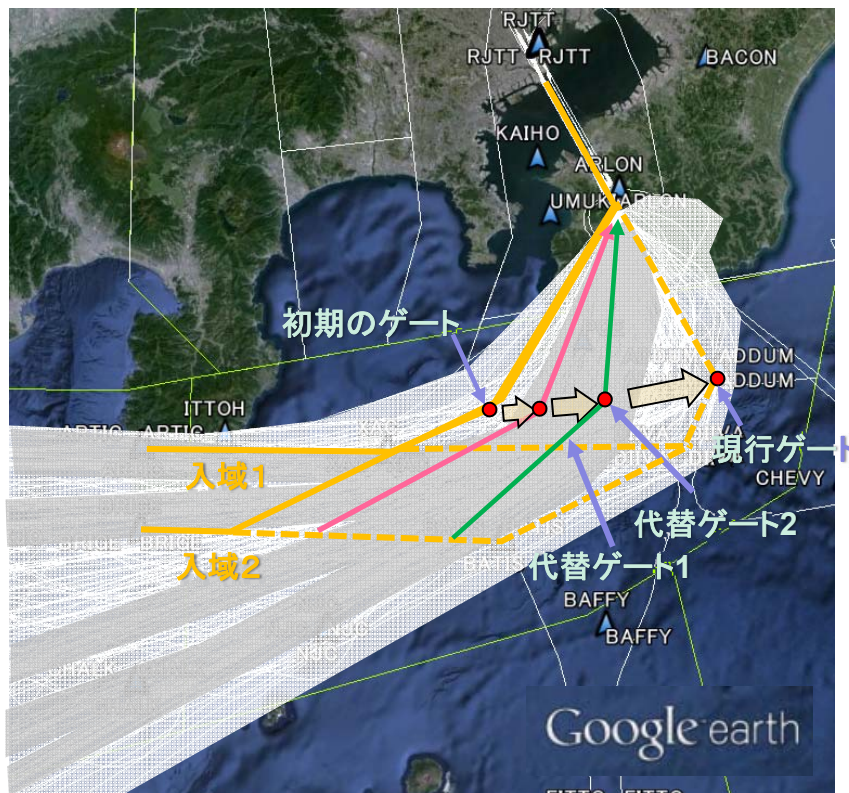 RJTT
RJTT RJTT
BACON
KAIHO
ARLON
UMUKI ARLON
初期のゲート
ADDUM
ADDUM
ITTOH
ARTIC ARTIC
現行ゲート
入域1
CHEVY
代替ゲート2
入域2
代替ゲート1
BAFFY
BAFFY
Google earth